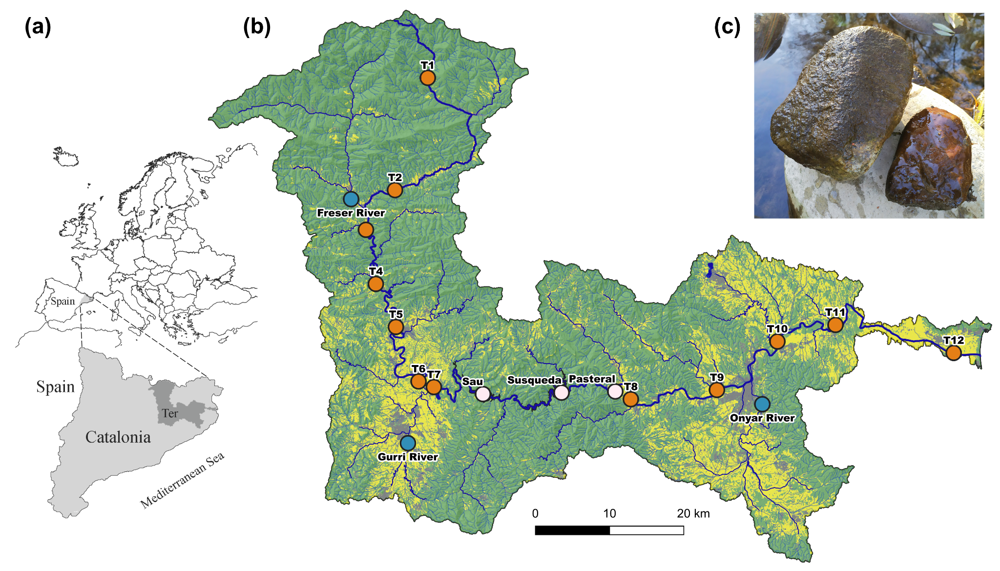 (a)
(b)
(c)
T1
T2
Freser River
T4
T5
T6
T7
Sau
Susqueda
Pasteral
T8
T9
T10
T11
T12
Onyar River
Gurri River
Spain
Spain
Ter
Catalonia
Mediterranean Sea
0 10 20 km